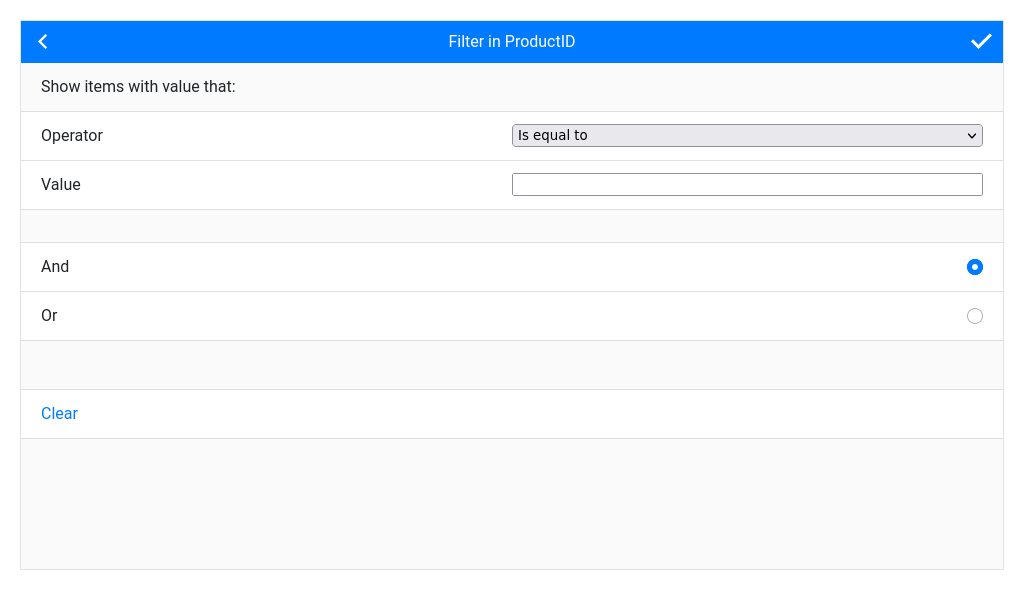 Filter in ProductID
Show items with value that:
Operator
Is equal to
Value
And
Or
Clear